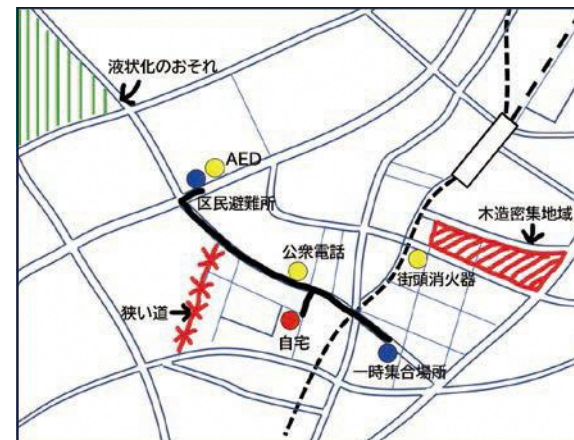 液状化のおそれ
AED
区民避難所
木造密集地域
公衆電話
街頭消火器
狭い道
自宅
一時集合場所